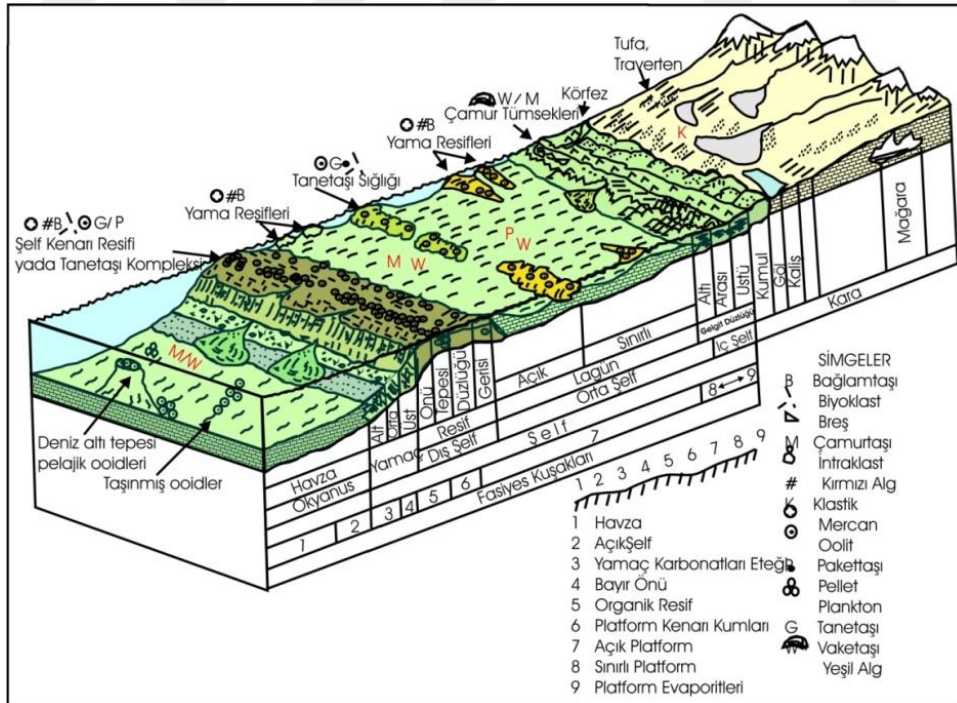 Tufa,
Traverten
K
W/M
Çamur Tümsekleri
Körfez
#B
Yama Resifleri
G
Tanetaşı Sığlığı
#B
Yama Resifleri
#B G/P
Şelf Kenarı Resifi
yada Tanetaşı Kompleksi
P
W
M W
M/W
Deniz altı tepesi
pelajik ooidleri
Taşınmış ooidler
Havza
Okyanus
Alt
Orta
Üst
Yamaç
Önü
Tepesi
Düzlüğü
Gerisi
Resif
Dış Şelf
Açık
Sınırlı
Lagün
Orta Şelf
Altı
Arası
Üstü
Gelgit Düzlüğü
İç Şelf
Kumul
Göl
Kaliş
Mağara
Kara
Şelf
Fasiyes Kuşakları
1 2 3 4 5 6 7 8 9
1 2 3 4 5 6 7 8 9
1 Havza
2 AçıkŞelf
3 Yamaç Karbonatları Eteği
4 Bayır Önü
5 Organik Resif
6 Platform Kenarı Kumları
7 Açık Platform
8 Sınırlı Platform
9 Platform Evaporitleri
SİMGELER
B Bağlamtaşı
Biyoklast
Breş
M Çamurtaşı
İntraklast
# Kırmızı Alg
K Klastik
Mercan
Oolit
P Pakettaşı
Pellet
Plankton
G Tanetaşı
W Vaketaşı
Yeşil Alg